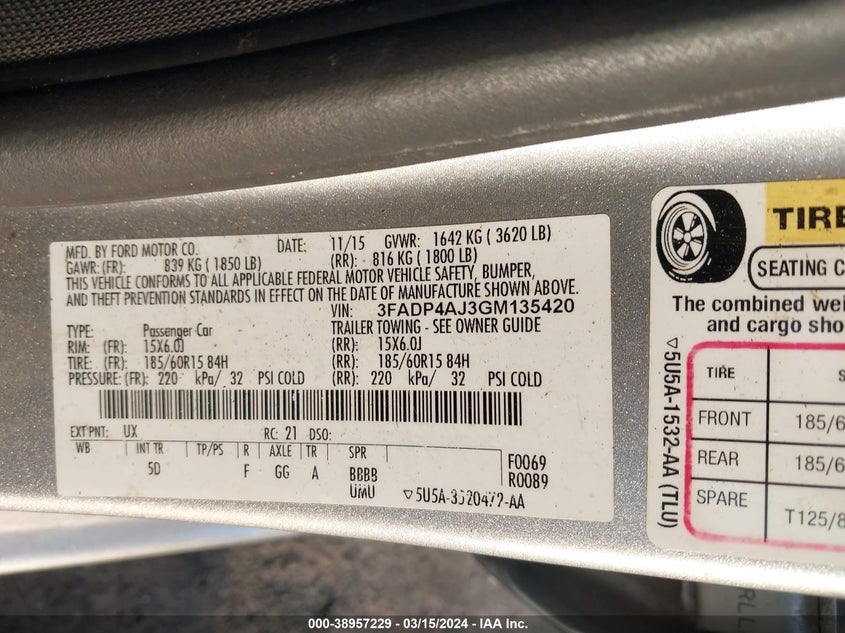 MFD. BY FORD MOTOR CO. DATE: 11/15 GVWR: 1642 KG ( 3620 LB)
GAWR:(FR): 839 KG ( 1850 LB) (RR): 816 KG ( 1800 LB)
THIS VEHICLE CONFORMS TO ALL APPLICABLE FEDERAL MOTOR VEHICLE SAFETY, BUMPER,
AND THEFT PREVENTION STANDARDS IN EFFECT ON THE DATE OF MANUFACTURE SHOWN ABOVE.
VIN: 3FADP4AJ3GM135420
TYPE: Passenger Car TRAILER TOWING - SEE OWNER GUIDE
RIM: (FR): 15X6.0J (RR): 15X6.0J
TIRE: (FR): 185/60R15 84H (RR): 185/60R15 84H
PRESSURE:(FR): 220 kPa/ 32 PSI COLD (RR): 220 kPa/ 32 PSI COLD
EXT PNT: UX RC: 21 DSO:
WB INT TR TP/PS R AXLE TR SPR
5D F GG A BBBB
UMU
F0069
R0089
▽5U5A-3520472-AA
TIRE
SEATING C
The combined wei
and cargo sho
▽5U5A-1532-AA (TLU)
TIRE S
FRONT 185/6
REAR 185/6
SPARE T125/8
000-38957229 - 03/15/2024 - IAA Inc.